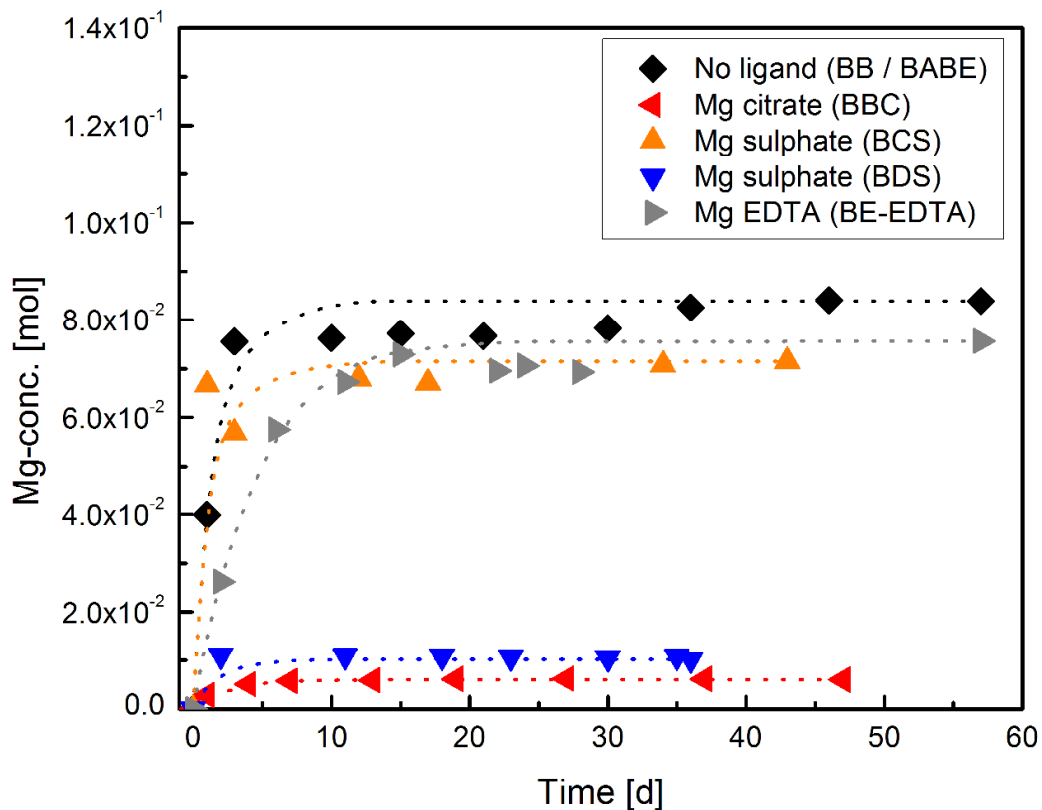 1.4x10⁻¹
1.2x10⁻¹
1.0x10⁻¹
8.0x10⁻²
6.0x10⁻²
4.0x10⁻²
2.0x10⁻²
0.0
Mg-conc. [mol]
No ligand (BB / BABE)
Mg citrate (BBC)
Mg sulphate (BCS)
Mg sulphate (BDS)
Mg EDTA (BE-EDTA)
0 10 20 30 40 50 60
Time [d]